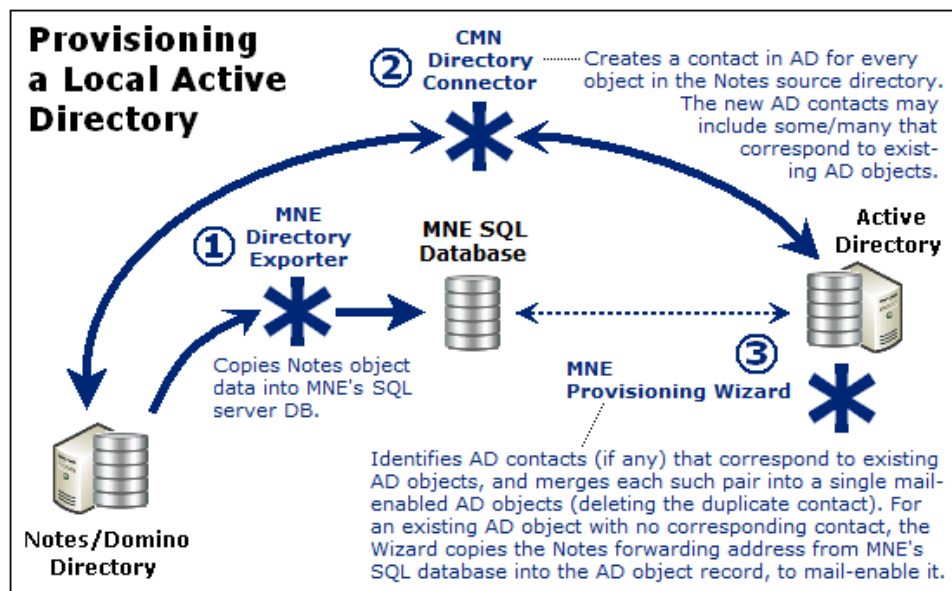 Provisioning
a Local Active
Directory
2
CMN
Directory
Connector
Creates a contact in AD for every
object in the Notes source directory.
The new AD contacts may
include some/many that
correspond to exist-
ing AD objects.
1
MNE
Directory
Exporter
MNE SQL
Database
Active
Directory
Copies Notes object
data into MNE's SQL
server DB.
3
MNE
Provisioning Wizard
Identifies AD contacts (if any) that correspond to existing
AD objects, and merges each such pair into a single mail-
enabled AD objects (deleting the duplicate contact). For
an existing AD object with no corresponding contact, the
Wizard copies the Notes forwarding address from MNE's
SQL database into the AD object record, to mail-enable it.
Notes/Domino
Directory